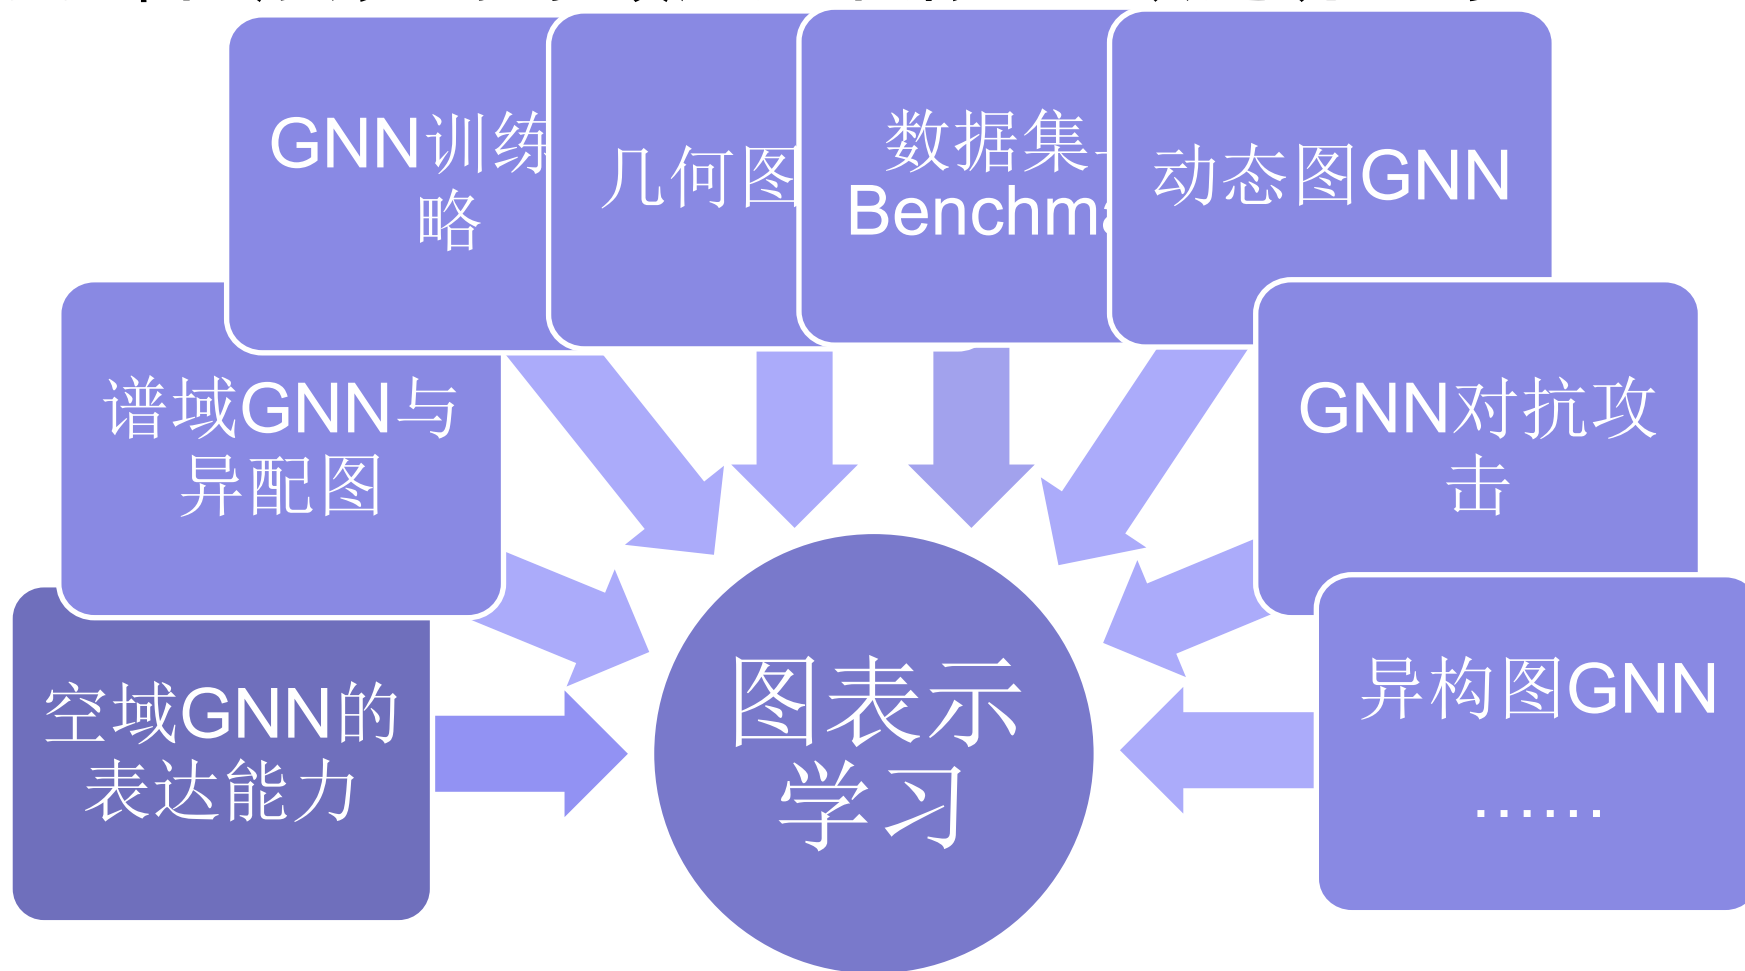 GNN训练
略
几何图
数据集
Benchm
动态图GNN
谱域GNN与
异配图
GNN对抗攻
击
空域GNN的
表达能力
图表示
学习
异构图GNN
……